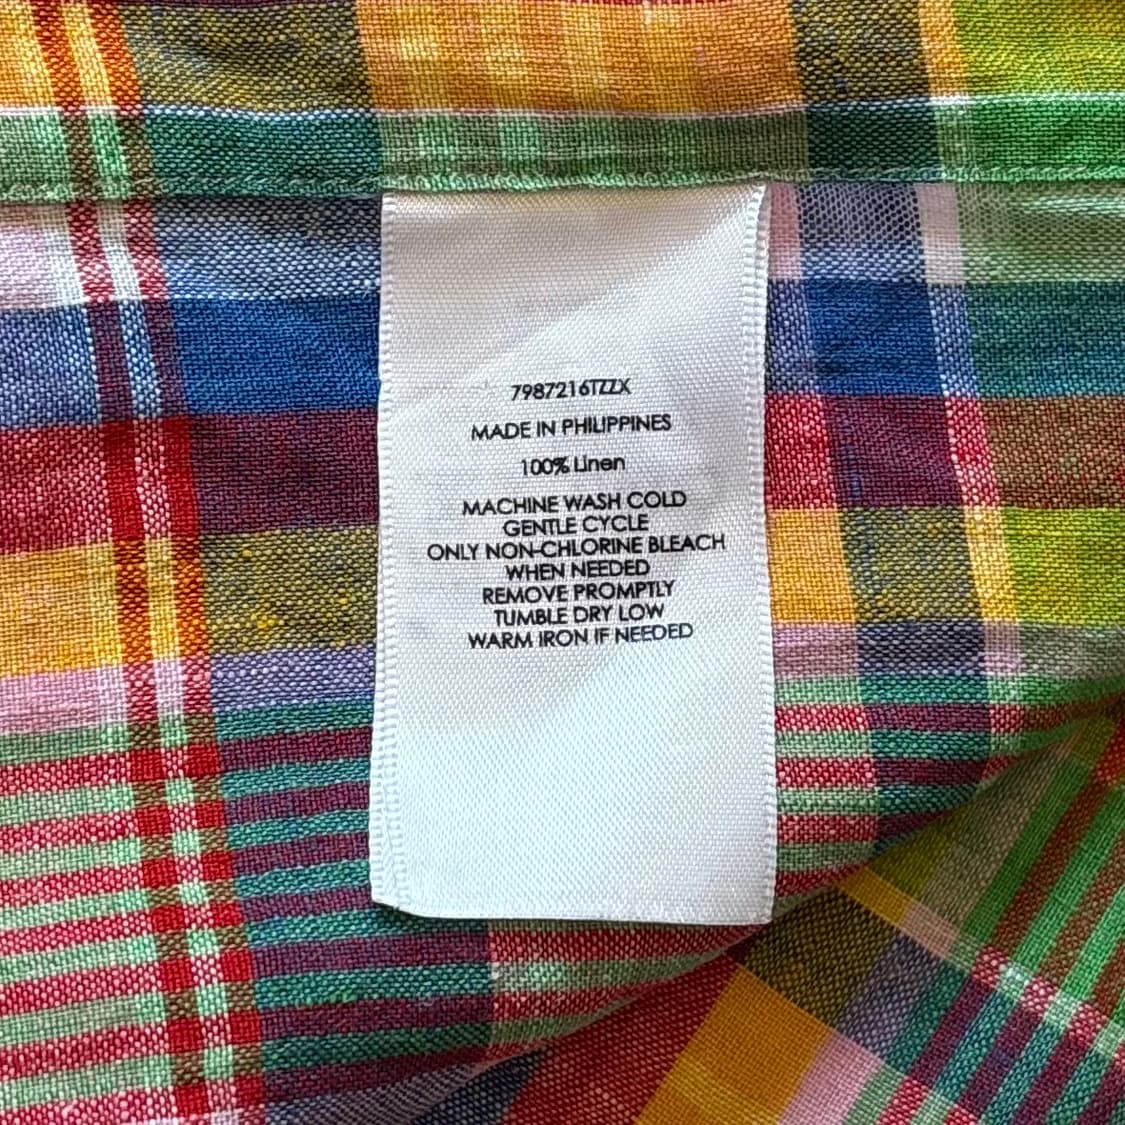 7987216TZZX
MADE IN PHILIPPINES
100% Linen
MACHINE WASH COLD
GENTLE CYCLE
ONLY NON-CHLORINE BLEACH
WHEN NEEDED
REMOVE PROMPTLY
TUMBLE DRY LOW
WARM IRON IF NEEDED